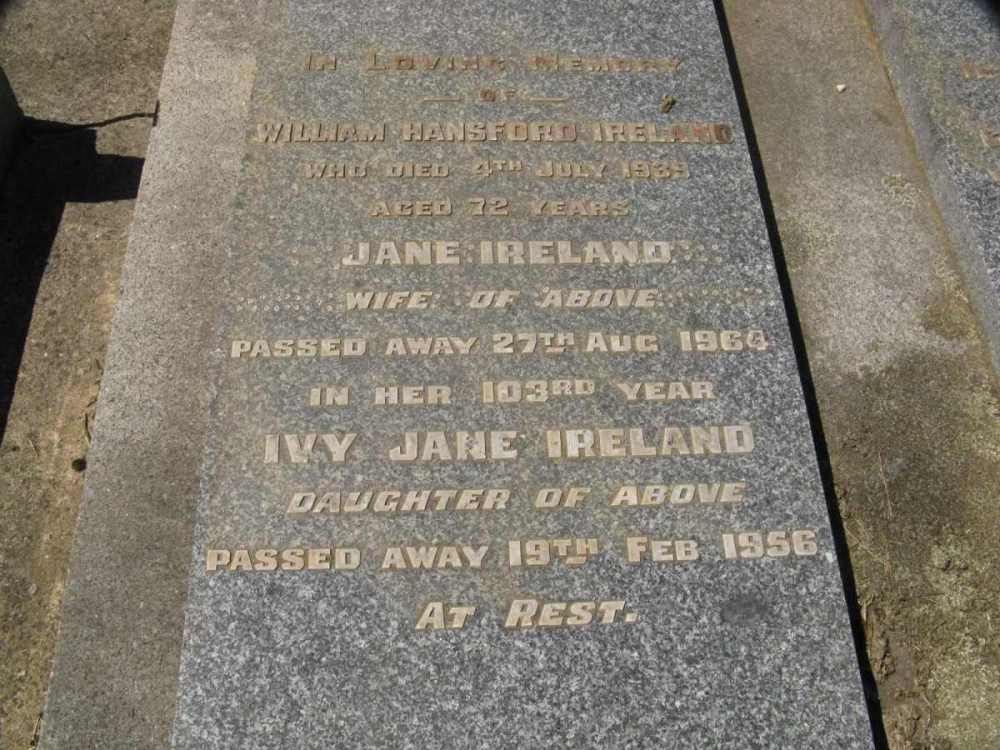 In Loving Memory
OF
WILLIAM HANSFORD IRELAND
WHO DIED 4TH JULY 1939
AGED 72 YEARS
JANE IRELAND
WIFE OF ABOVE
PASSED AWAY 27TH AUG 1964
IN HER 103RD YEAR
IVY JANE IRELAND
DAUGHTER OF ABOVE
PASSED AWAY 19TH FEB 1956
AT REST.